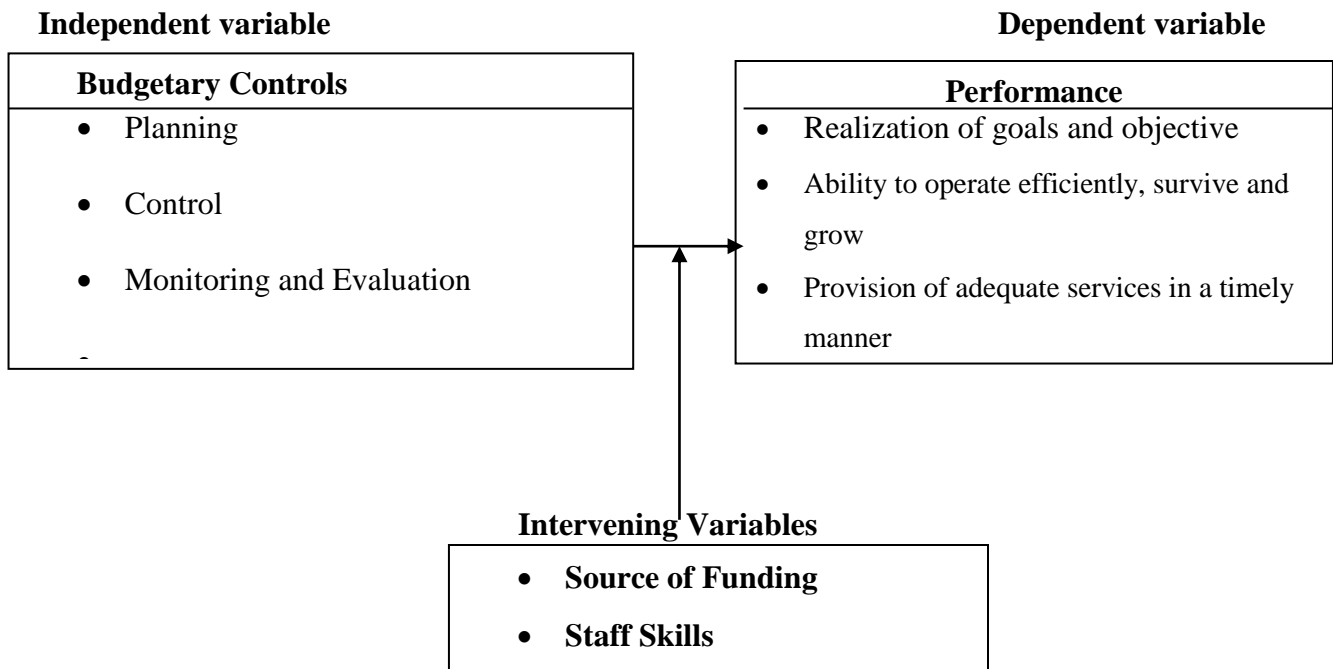 Independent variable
Dependent variable
Budgetary Controls
• Planning
• Control
• Monitoring and Evaluation
•
Performance
• Realization of goals and objective
• Ability to operate efficiently, survive and
grow
• Provision of adequate services in a timely
manner
Intervening Variables
• Source of Funding
• Staff Skills